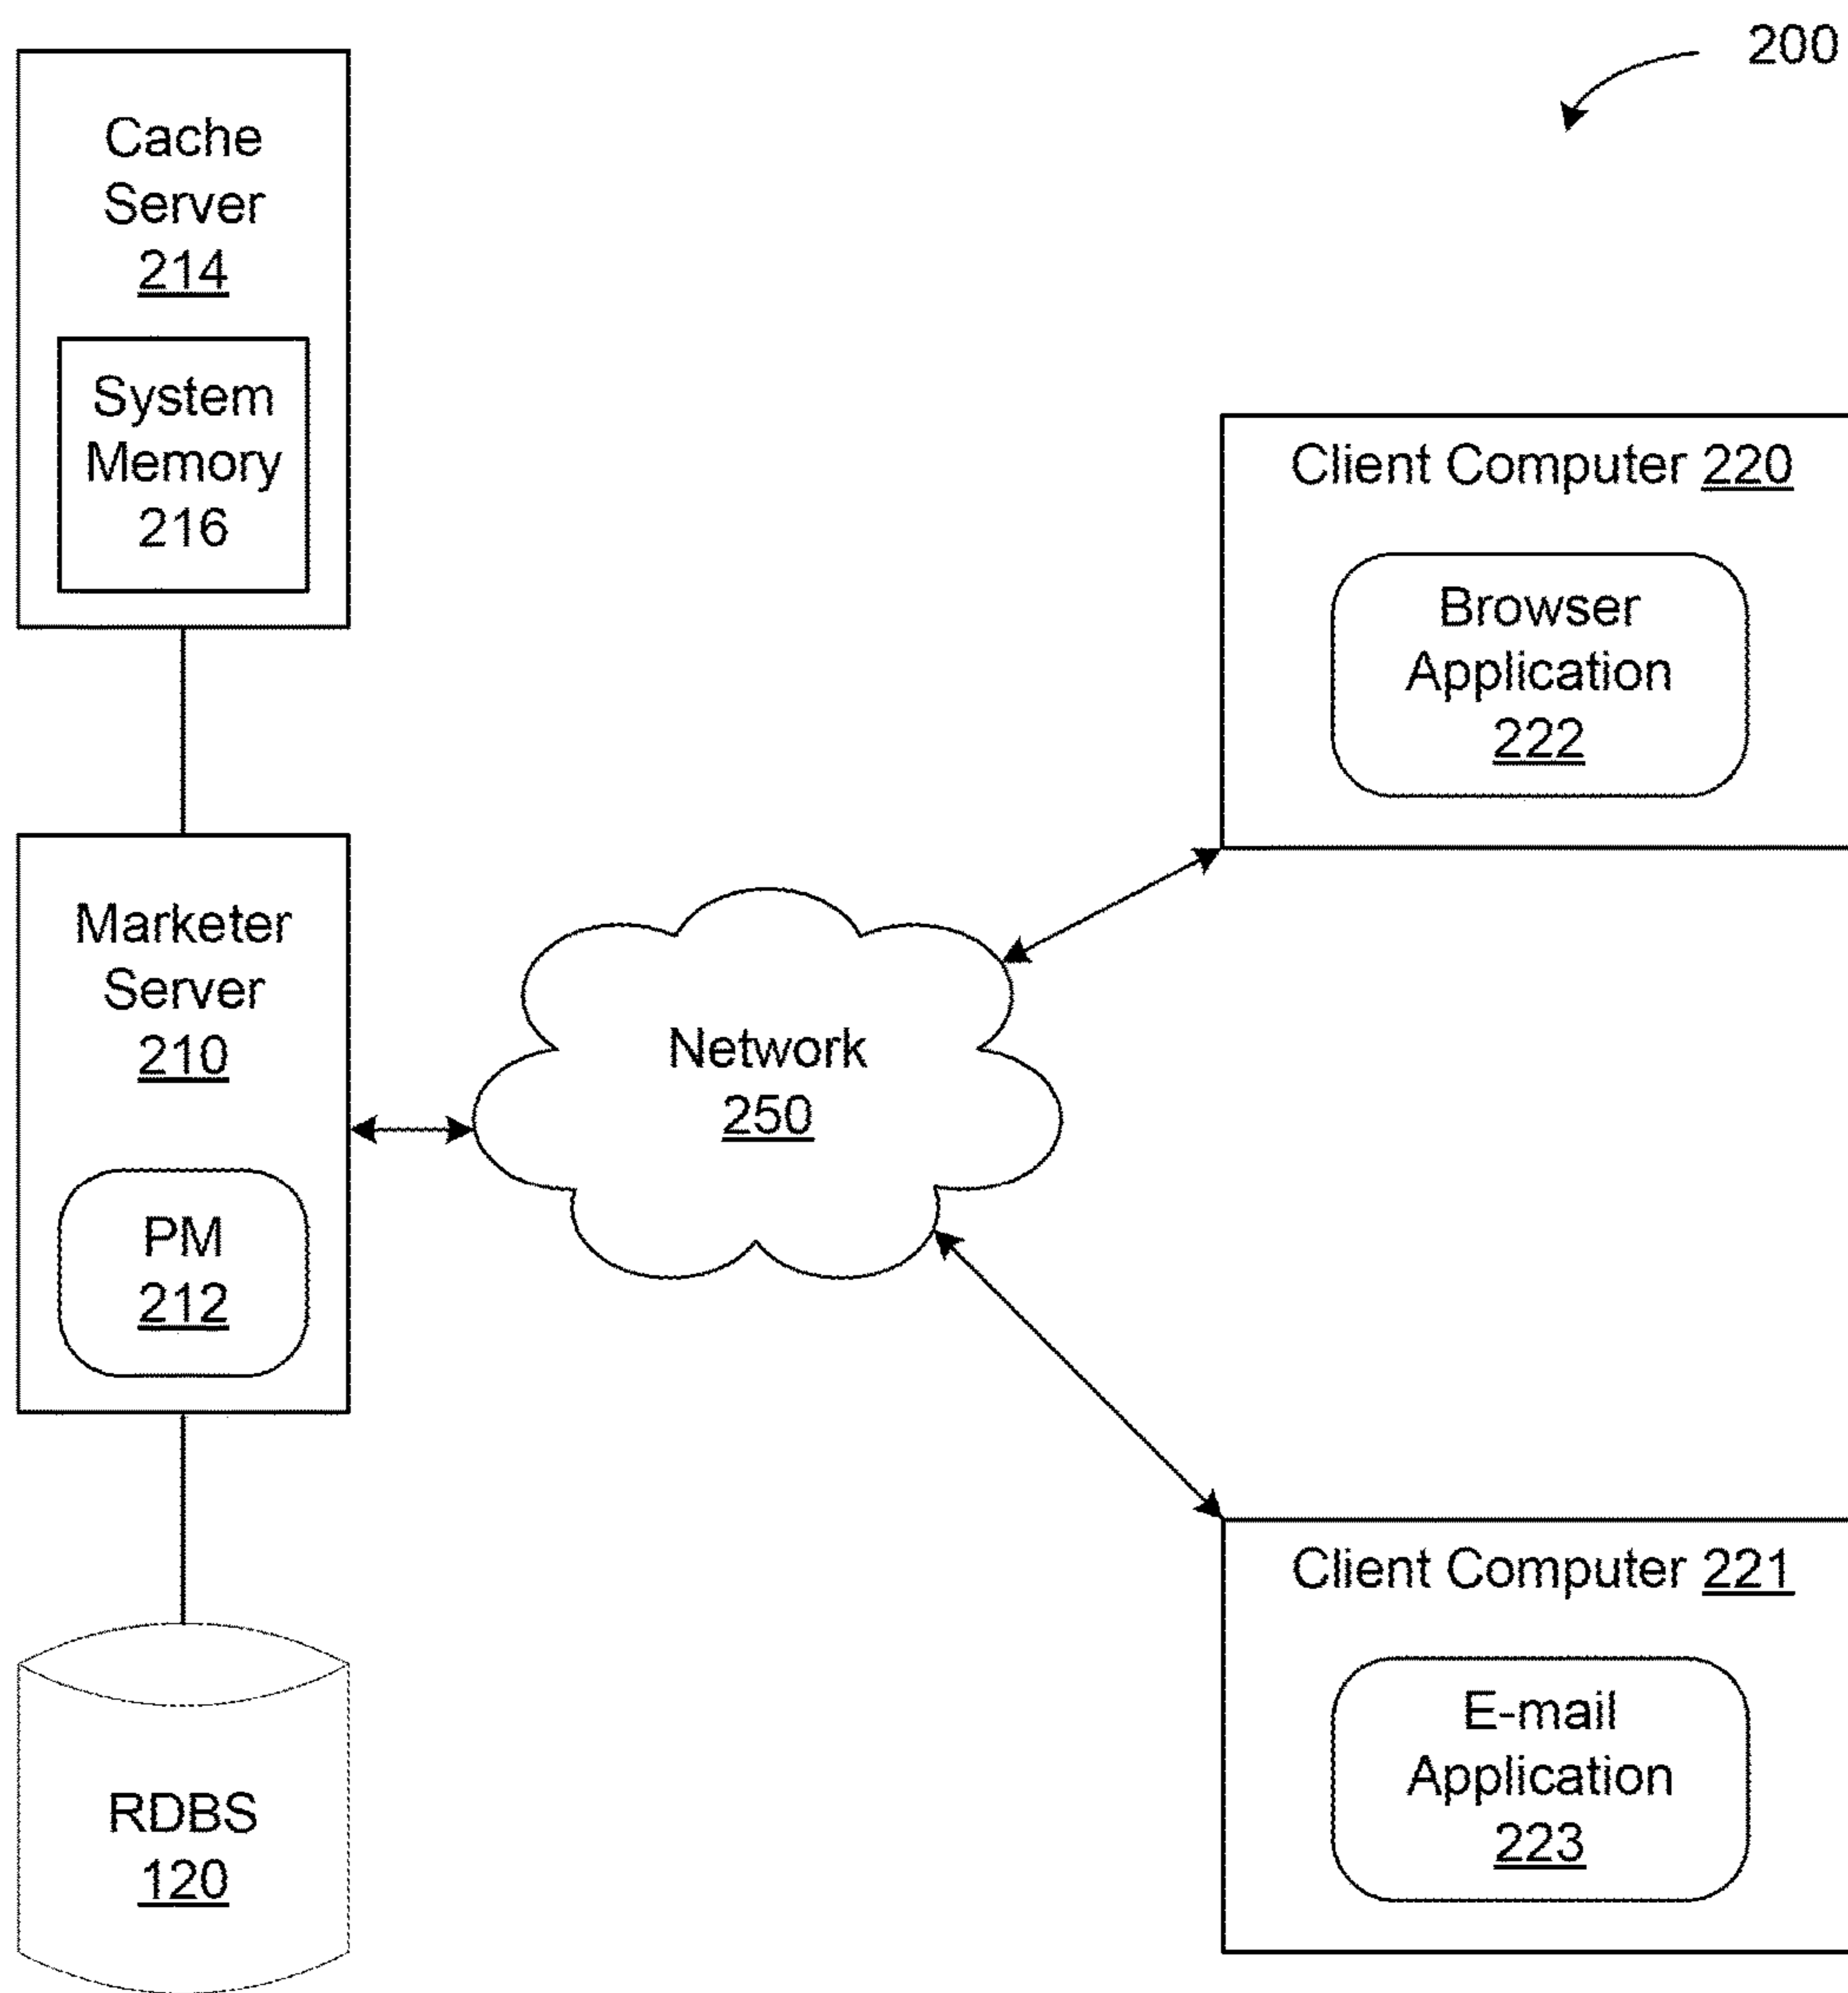 200
Cache
Server
214
System
Memory
216
Client Computer 220
Browser
Application
222
Marketer
Server
210
PM
212
Network
250
Client Computer 221
E-mail
Application
223
RDBS
120